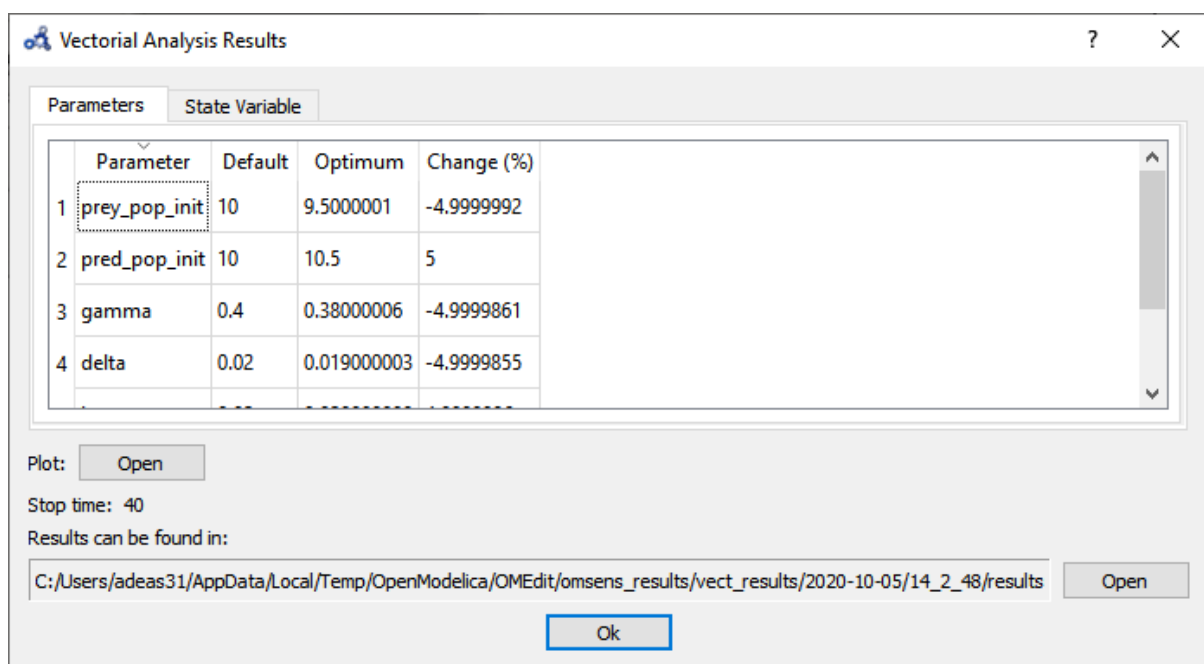 Vectorial Analysis Results ?
Parameters State Variable
Parameter Default Optimum Change (%)
1 prey_pop_init 10 9.5000001 -4.9999992
2 pred_pop_init 10 10.5 5
3 gamma 0.4 0.38000006 -4.9999861
4 delta 0.02 0.019000003 -4.9999855
Plot: Open
Stop time: 40
Results can be found in:
C:/Users/adeas31/AppData/Local/Temp/OpenModelica/OMEdit/omsens_results/vect_results/2020-10-05/14_2_48/results Open
Ok